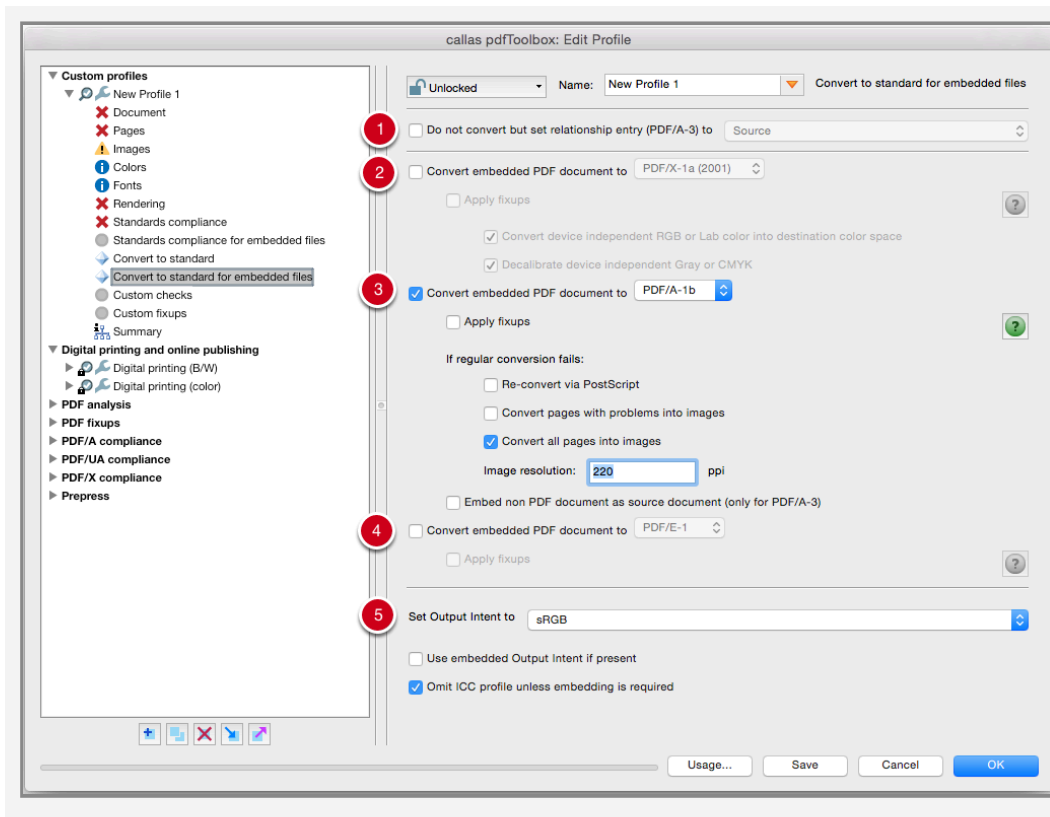 callas pdfToolbox: Edit Profile
Custom profiles
New Profile 1
Document
Pages
Images
Colors
Fonts
Rendering
Standards compliance
Standards compliance for embedded files
Convert to standard
Convert to standard for embedded files
Custom checks
Custom fixups
Summary
Digital printing and online publishing
Digital printing (B/W)
Digital printing (color)
PDF analysis
PDF fixups
PDF/A compliance
PDF/UA compliance
PDF/X compliance
Prepress
Unlocked Name: New Profile 1 Convert to standard for embedded files
1 Do not convert but set relationship entry (PDF/A-3) to Source
2 Convert embedded PDF document to PDF/X-1a (2001)
Apply fixups ?
Convert device independent RGB or Lab color into destination color space
Decalibrate device independent Gray or CMYK
3 Convert embedded PDF document to PDF/A-1b
Apply fixups ?
If regular conversion fails:
Re-convert via PostScript
Convert pages with problems into images
Convert all pages into images
Image resolution: 220 ppi
Embed non PDF document as source document (only for PDF/A-3)
4 Convert embedded PDF document to PDF/E-1
Apply fixups ?
5 Set Output Intent to sRGB
Use embedded Output Intent if present
Omit ICC profile unless embedding is required
Usage... Save Cancel OK